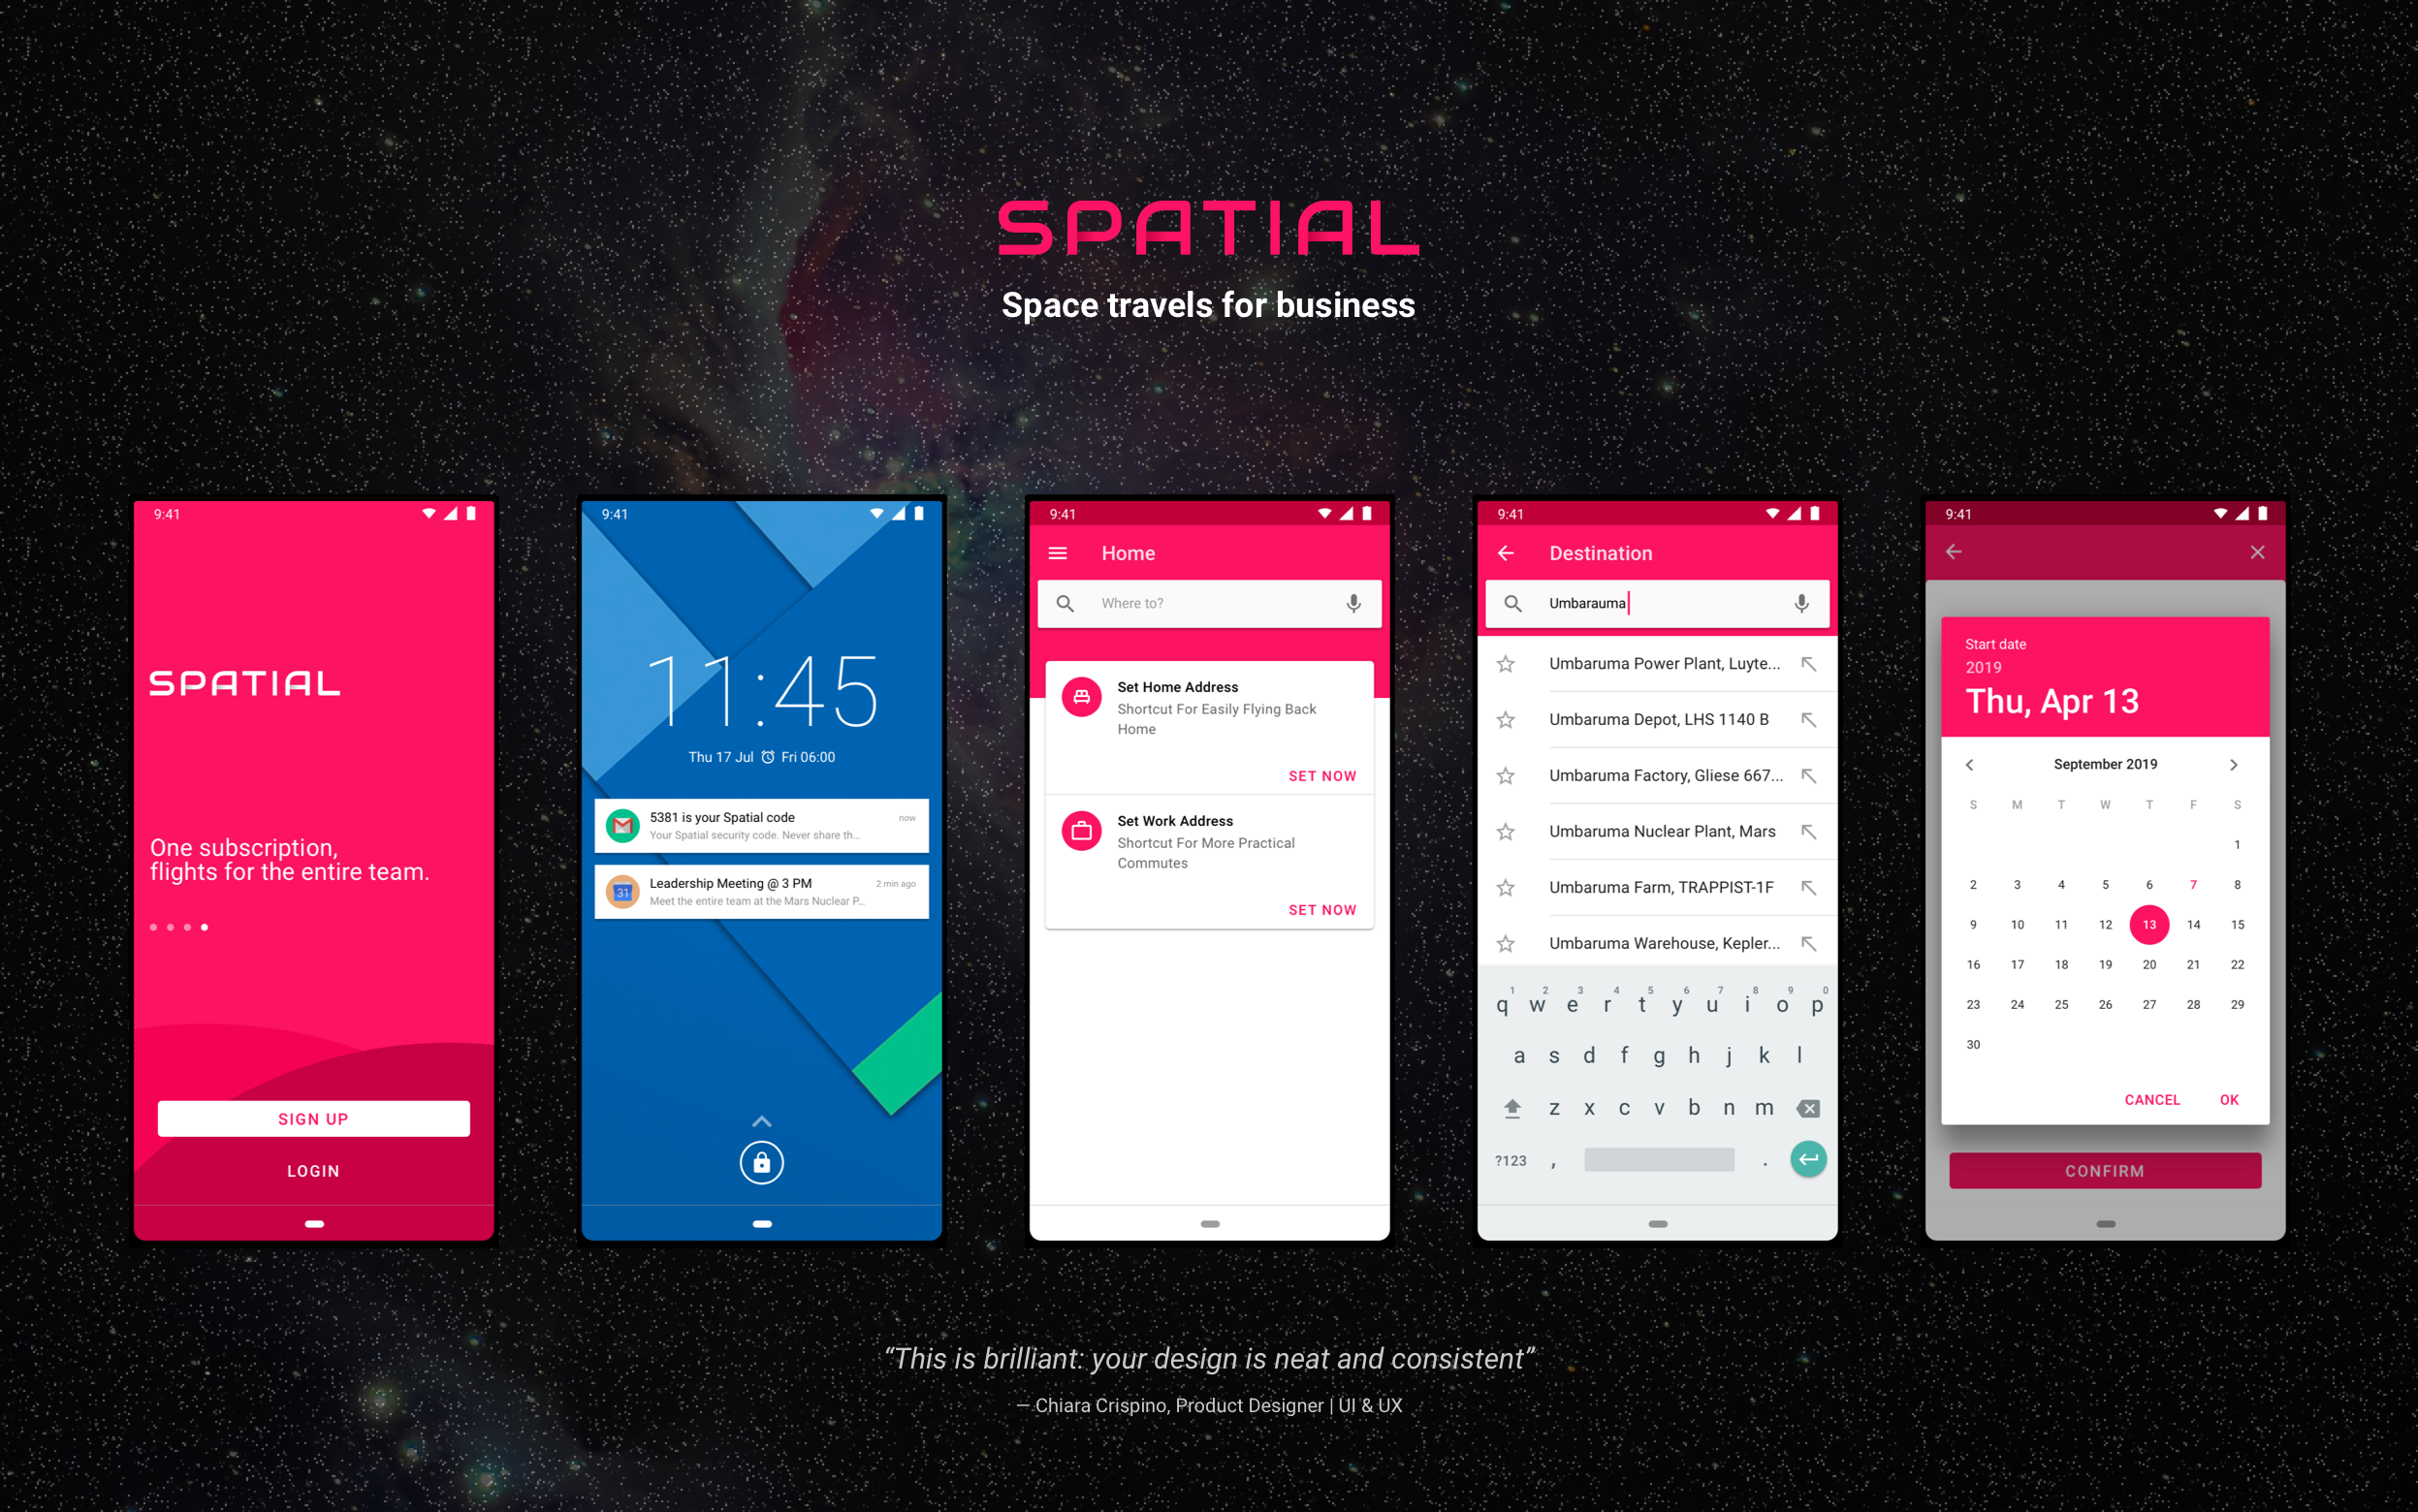 SPATIAL
Space travels for business
9:41
SPATIAL
One subscription,
flights for the entire team.
SIGN UP
LOGIN
9:41
11:45
Thu 17 Jul Fri 06:00
5381 is your Spatial code now
Your Spatial security code. Never share th...
31
Leadership Meeting @ 3 PM 2 min ago
Meet the entire team at the Mars Nuclear P...
9:41
Home
Where to?
Set Home Address
Shortcut For Easily Flying Back
Home
SET NOW
Set Work Address
Shortcut For More Practical
Commutes
SET NOW
9:41
Destination
Umbarauma
Umbaruma Power Plant, Luyte...
Umbaruma Depot, LHS 1140 B
Umbaruma Factory, Gliese 667...
Umbaruma Nuclear Plant, Mars
Umbaruma Farm, TRAPPIST-1F
Umbaruma Warehouse, Kepler...
1 2 3 4 5 6 7 8 9 0
q w e r t y u i o p
a s d f g h j k l
z x c v b n m
?123 , .
9:41
Start date
2019
Thu, Apr 13
September 2019
S M T W T F S
1
2 3 4 5 6 7 8
9 10 11 12 13 14 15
16 17 18 19 20 21 22
23 24 25 26 27 28 29
30
CANCEL OK
CONFIRM
“This is brilliant: your design is neat and consistent”
— Chiara Crispino, Product Designer | UI & UX